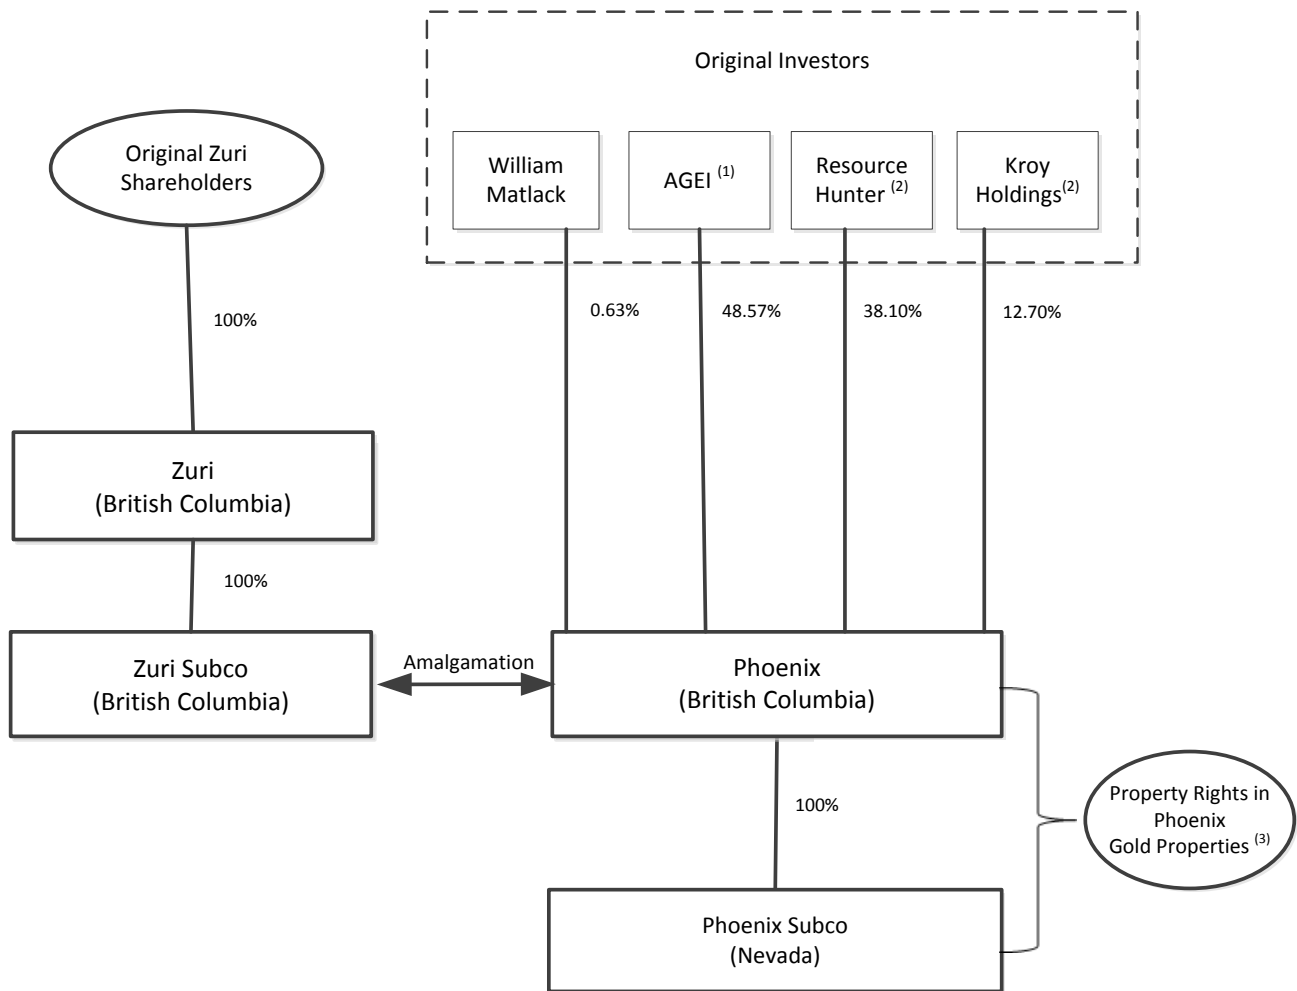 Original Investors
Original Zuri
Shareholders
William
Matlack
AGEI (1)
Resource
Hunter (2)
Kroy
Holdings(2)
100%
0.63%
48.57%
38.10%
12.70%
Zuri
(British Columbia)
100%
Zuri Subco
(British Columbia)
Amalgamation
Phoenix
(British Columbia)
100%
Property Rights in
Phoenix
Gold Properties (3)
Phoenix Subco
(Nevada)